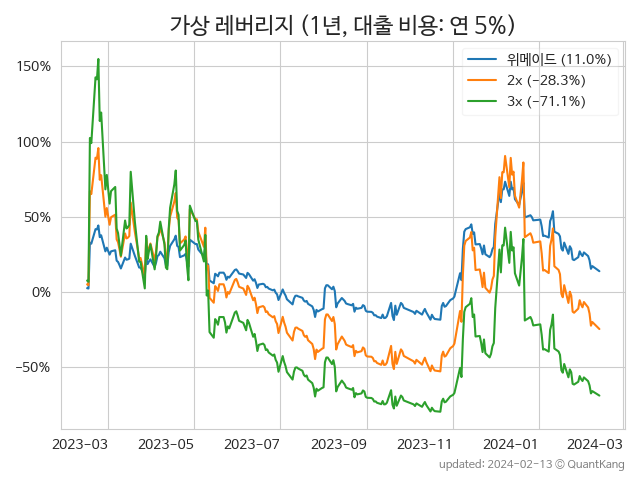 가상 레버리지 (1년, 대출 비용: 연 5%)
위메이드 (11.0%)
2x (−28.3%)
3x (−71.1%)
150%
100%
50%
0%
−50%
2023-03 2023-05 2023-07 2023-09 2023-11 2024-01 2024-03
updated: 2024-02-13 © QuantKang